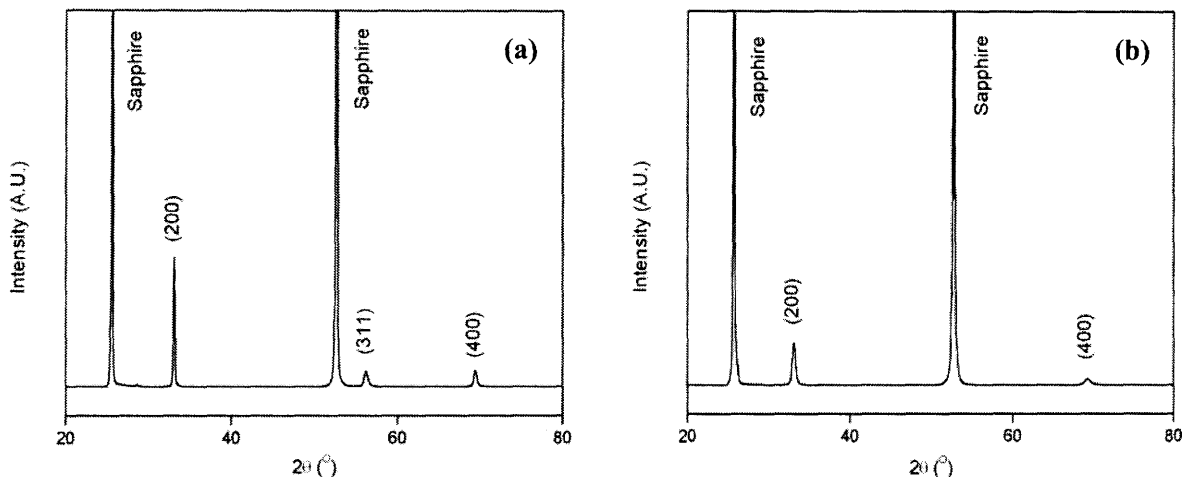 (a)
Sapphire
Sapphire
(200)
(311)
(400)
Intensity (A.U.)
20
40
60
80
2θ (°)
(b)
Sapphire
Sapphire
(200)
(400)
Intensity (A.U.)
20
40
60
80
2θ (°)